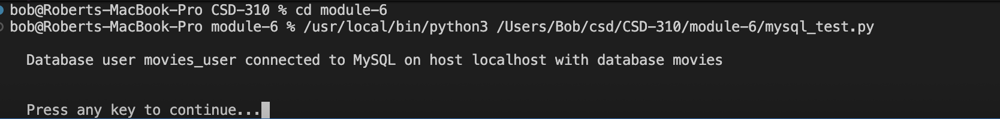 bob@Roberts-MacBook-Pro CSD-310 % cd module-6
bob@Roberts-MacBook-Pro module-6 % /usr/local/bin/python3 /Users/Bob/csd/CSD-310/module-6/mysql_test.py
Database user movies_user connected to MySQL on host localhost with database movies
Press any key to continue...